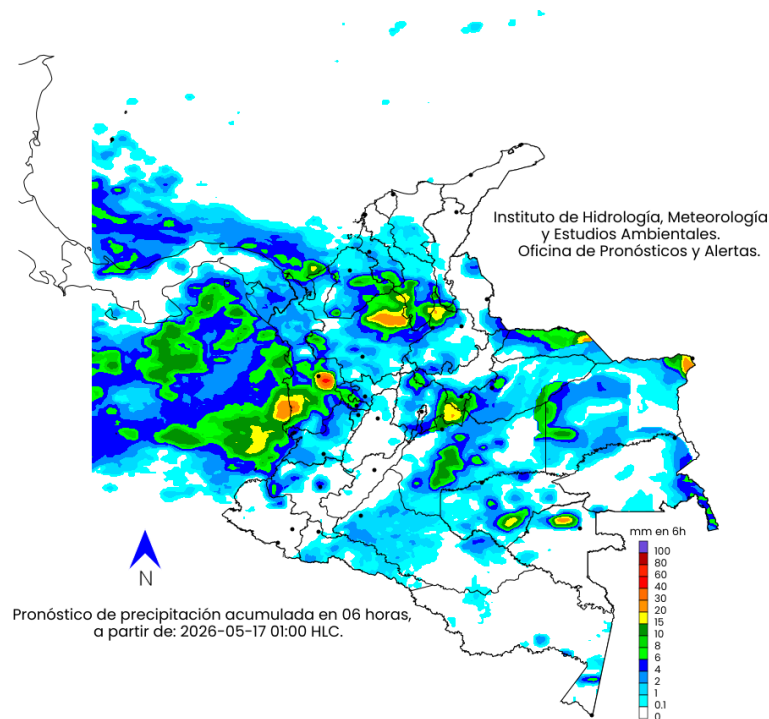 Instituto de Hidrología, Meteorología
y Estudios Ambientales.
Oficina de Pronósticos y Alertas.
N
Pronóstico de precipitación acumulada en 06 horas,
a partir de: 2026-05-17 01:00 HLC.
mm en 6h
100
80
60
40
30
20
15
10
8
6
4
2
1
0.1
0